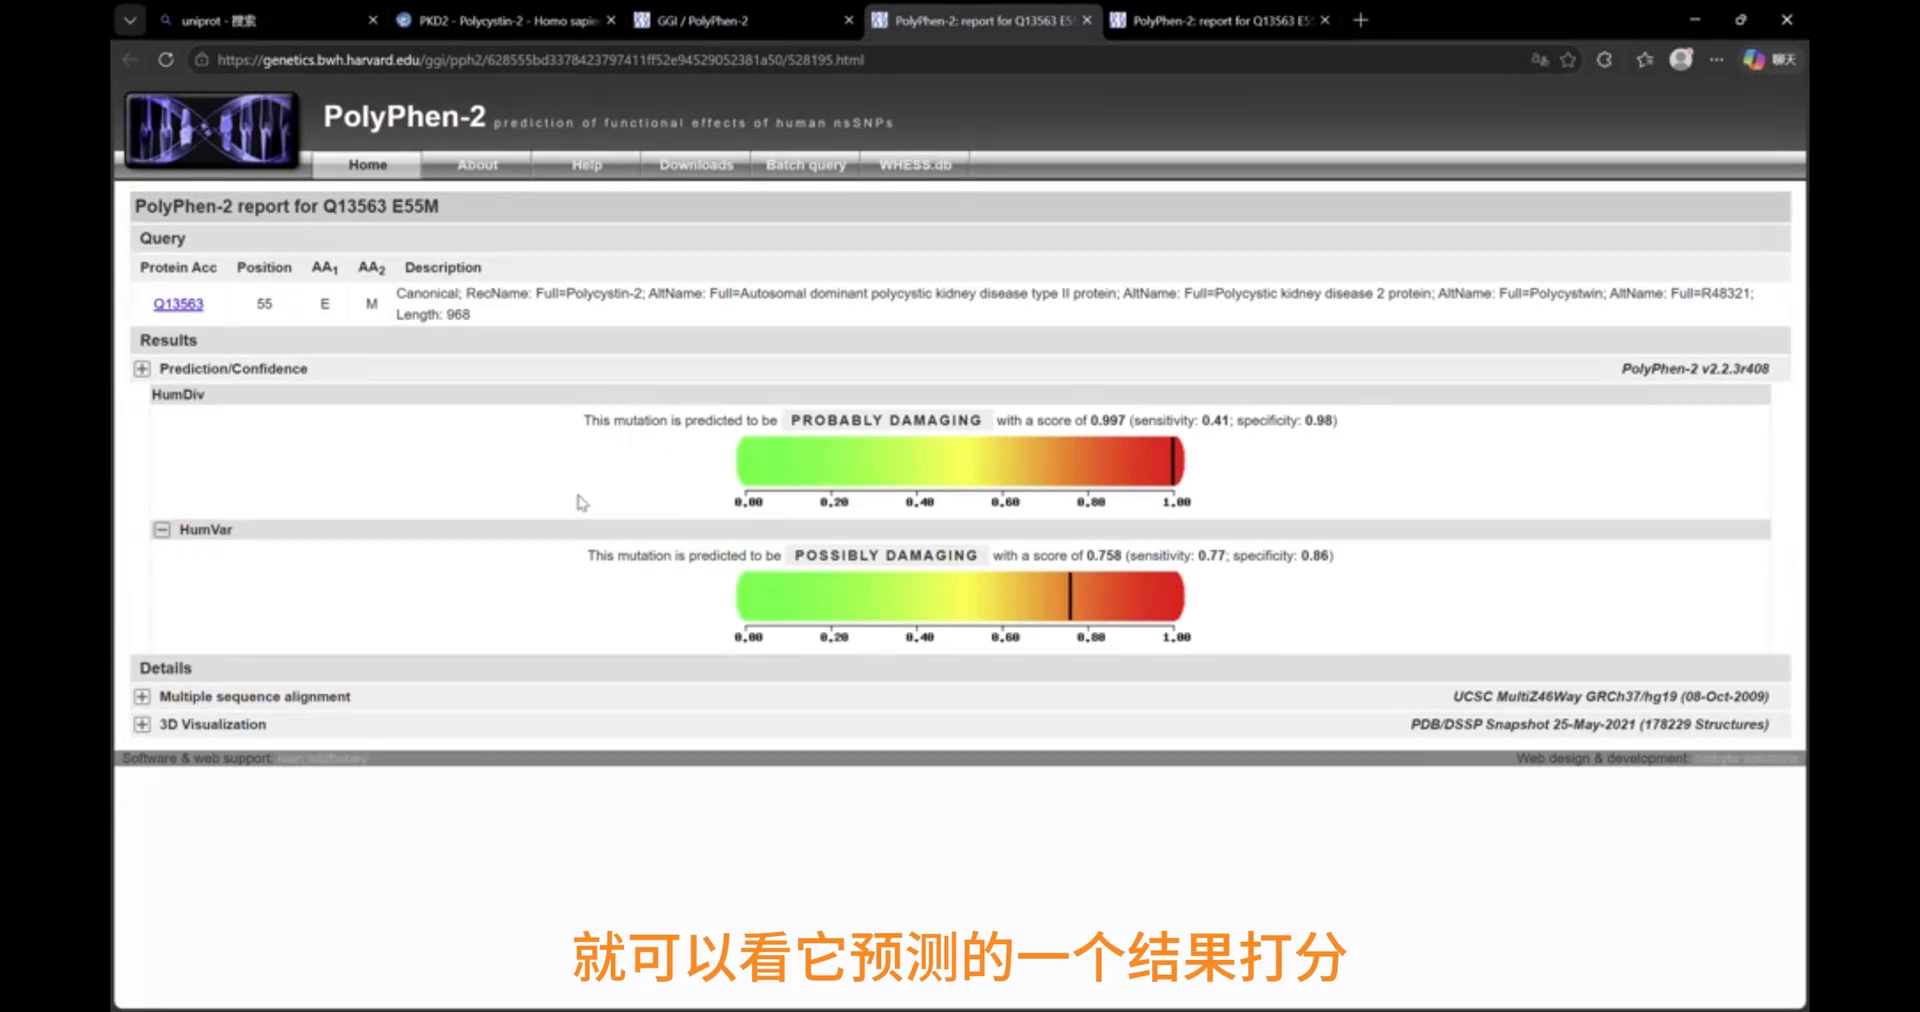 uniprot - 搜索
PKD2 - Polycystin-2 - Homo sapie
GGI / PolyPhen-2
PolyPhen-2: report for Q13563 E5
PolyPhen-2: report for Q13563 E5
https://genetics.bwh.harvard.edu/ggi/pph2/628555bd3378423797411ff52e94529052381a50/528195.html
聊天
PolyPhen-2 prediction of functional effects of human nsSNPs
Home About Help Downloads Batch query WHESS.db
PolyPhen-2 report for Q13563 E55M
Query
Protein Acc Position AA1 AA2 Description
Q13563 55 E M Canonical; RecName: Full=Polycystin-2; AltName: Full=Autosomal dominant polycystic kidney disease type II protein; AltName: Full=Polycystic kidney disease 2 protein; AltName: Full=Polycystwin; AltName: Full=R48321;
Length: 968
Results
Prediction/Confidence PolyPhen-2 v2.2.3r408
HumDiv
This mutation is predicted to be PROBABLY DAMAGING with a score of 0.997 (sensitivity: 0.41; specificity: 0.98)
0.00 0.20 0.40 0.60 0.80 1.00
HumVar
This mutation is predicted to be POSSIBLY DAMAGING with a score of 0.758 (sensitivity: 0.77; specificity: 0.86)
0.00 0.20 0.40 0.60 0.80 1.00
Details
Multiple sequence alignment UCSC MultiZ46Way GRCh37/hg19 (08-Oct-2009)
3D Visualization PDB/DSSP Snapshot 25-May-2021 (178229 Structures)
Software & web support: Web design & development:
就可以看它预测的一个结果打分